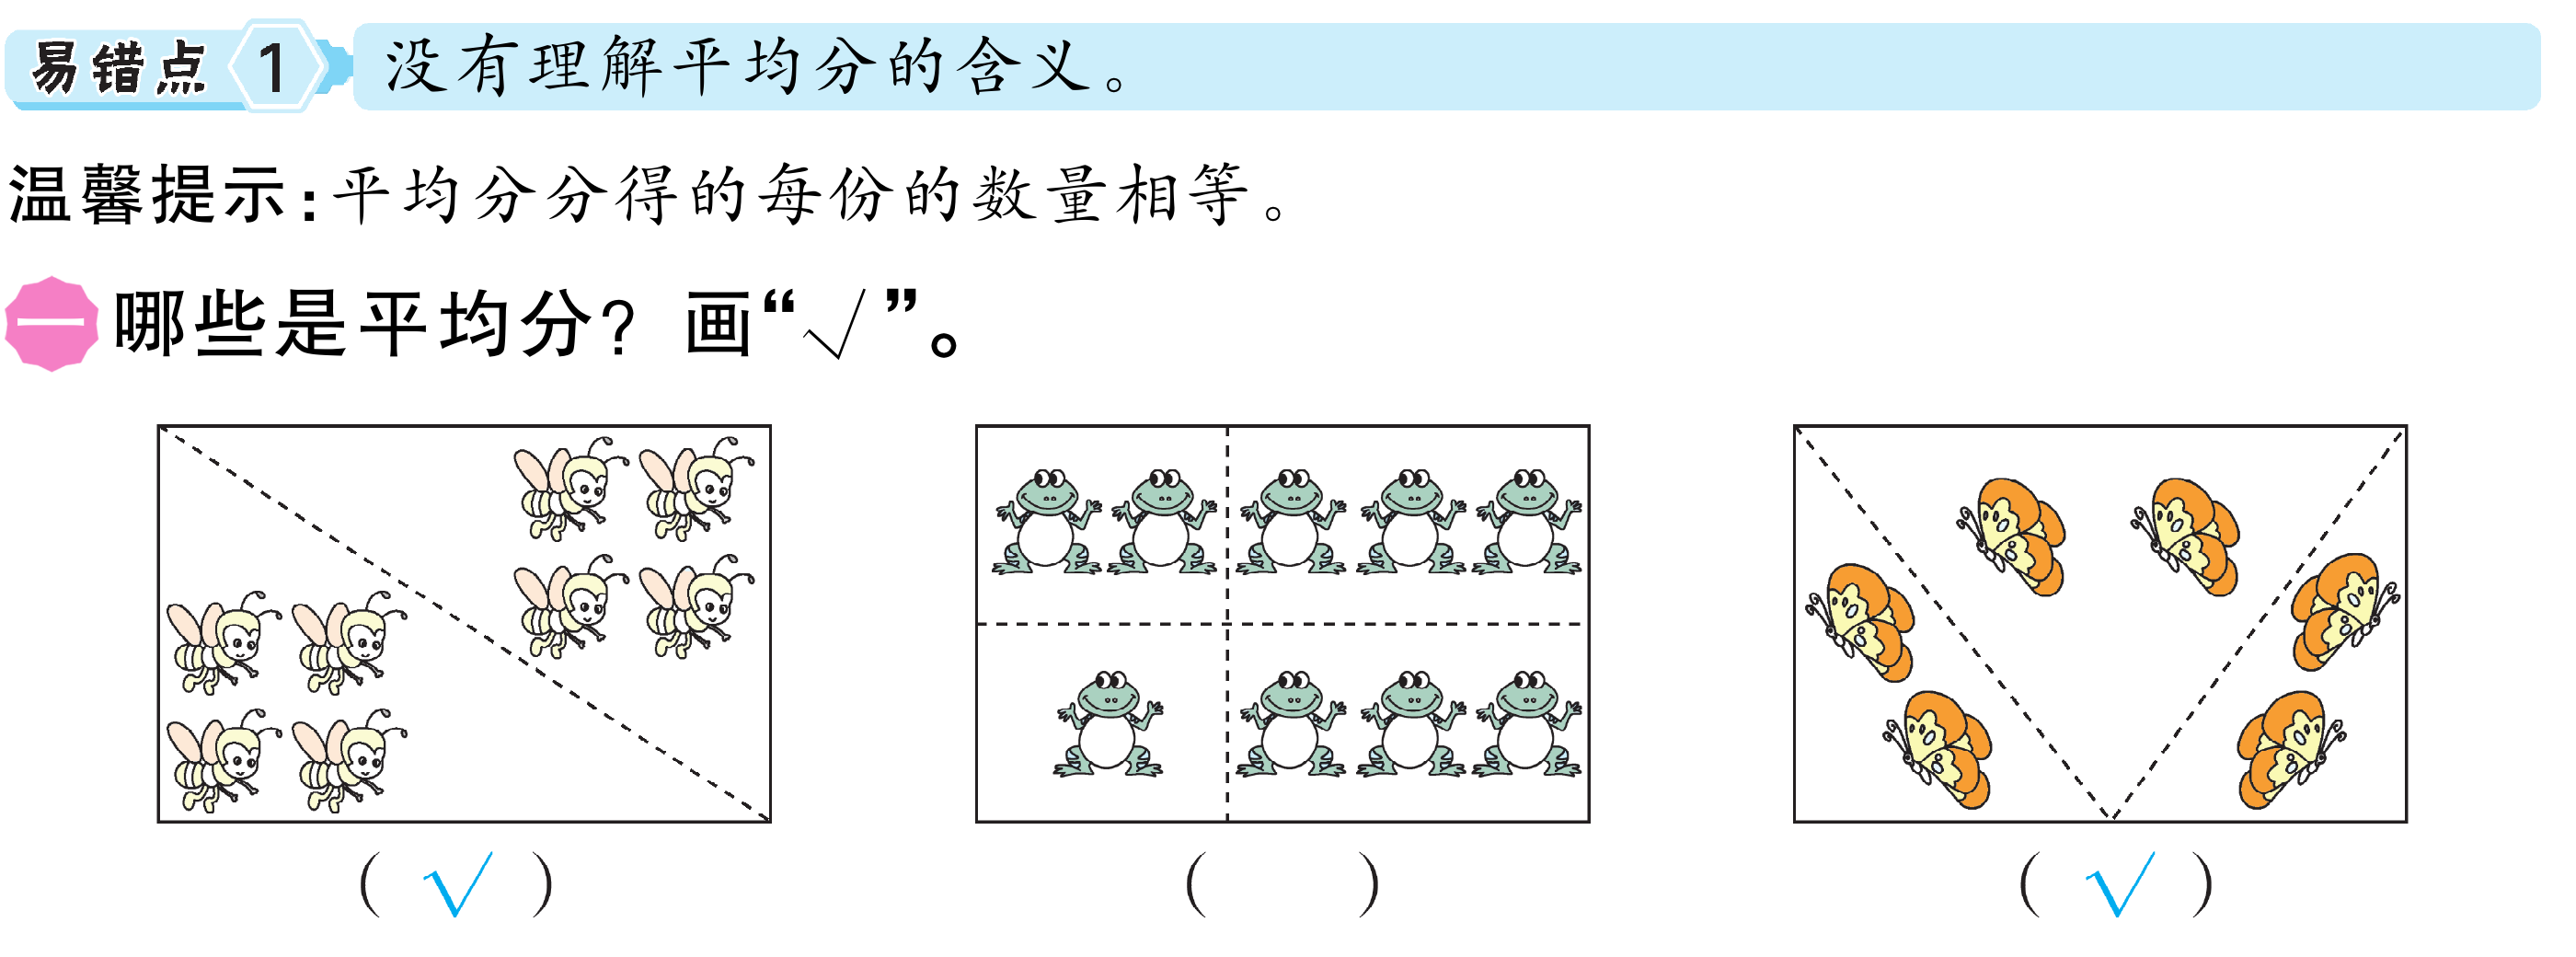 易错点 1 没有理解平均分的含义。
温馨提示:平均分分得的每份的数量相等。
一 哪些是平均分? 画“√”。
( √ ) ( ) ( √ )